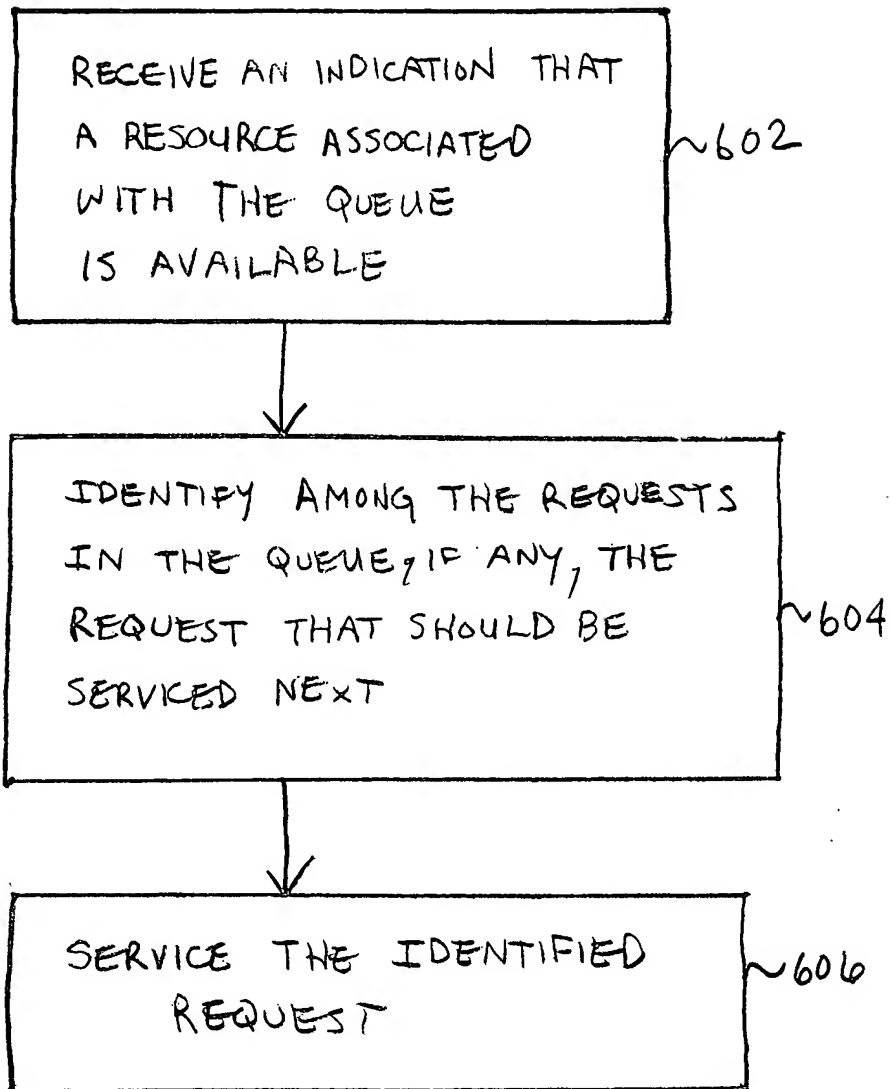 RECEIVE AN INDICATION THAT
A RESOURCE ASSOCIATED
WITH THE QUEUE
IS AVAILABLE
~602
IDENTIFY AMONG THE REQUESTS
IN THE QUEUE, IF ANY, THE
REQUEST THAT SHOULD BE
SERVICED NEXT
~604
SERVICE THE IDENTIFIED
REQUEST
~606